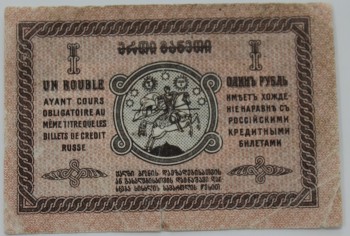 ერთი მანეთი
I
I
UN ROUBLE
AYANT COURS
OBLIGATOIRE AU
MÊME TITRE QUE LES
BILLETS DE CREDIT
RUSSE.
ОДИНЪ РУБЛЬ
ИМѢЕТЪ ХОЖДЕ-
НІЕ НАРАВНѢ СЪ
РОССІЙСКИМИ
КРЕДИТНЫМИ
БИЛЕТАМИ